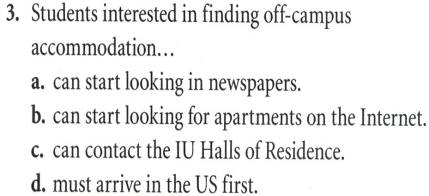 3. Students interested in finding off-campus
accommodation...
a. can start looking in newspapers.
b. can start looking for apartments on the Internet.
c. can contact the IU Halls of Residence.
d. must arrive in the US first.